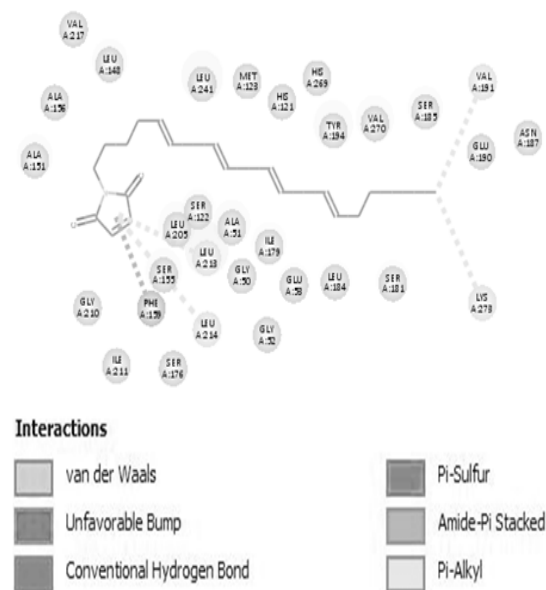 VAL
A:217
LEU
A:148
ALA
A:156
ALA
A:151
LEU
A:241
MET
A:123
HIS
A:121
HIS
A:269
TYR
A:194
VAL
A:270
SER
A:185
VAL
A:191
GLU
A:190
ASN
A:187
SER
A:122
LEU
A:205
ALA
A:51
LEU
A:213
ILE
A:179
SER
A:155
GLY
A:50
GLU
A:53
LEU
A:184
SER
A:181
LYS
A:278
GLY
A:210
PHE
A:159
LEU
A:214
GLY
A:52
ILE
A:211
SER
A:176
Interactions
van der Waals
Pi-Sulfur
Unfavorable Bump
Amide-Pi Stacked
Conventional Hydrogen Bond
Pi-Alkyl